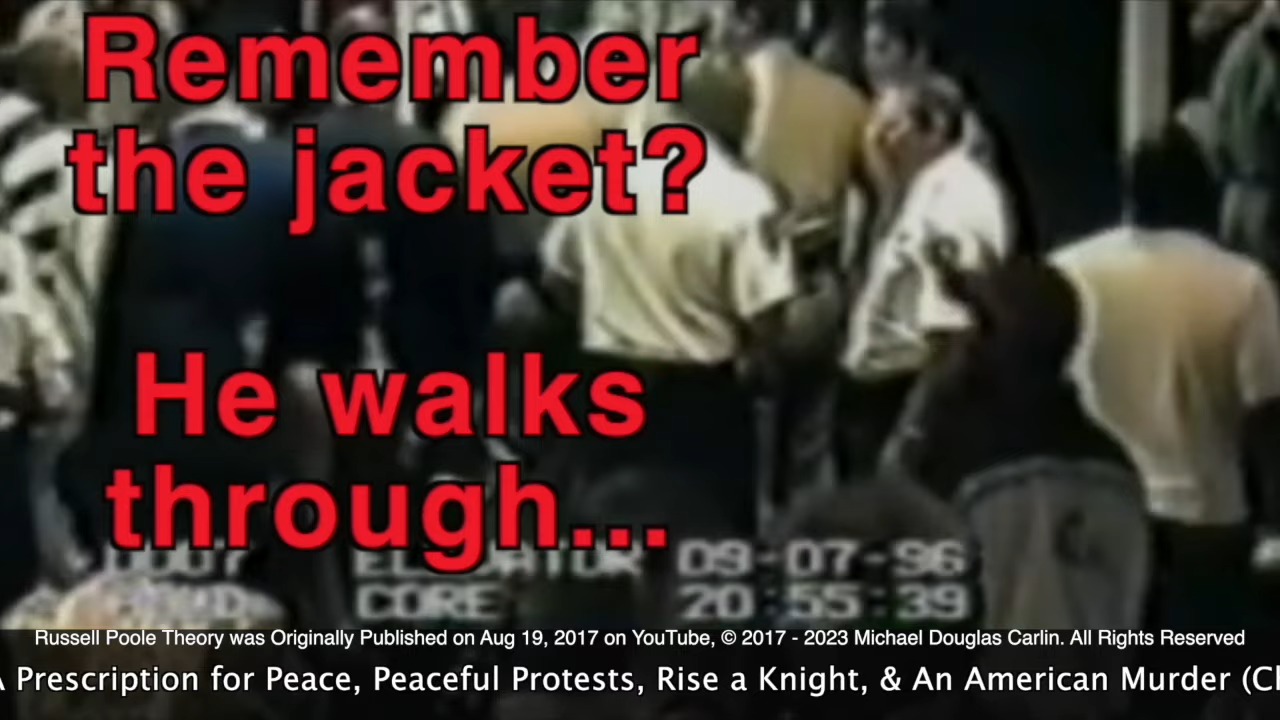 Remember
the jacket?
He walks
through...
09-07-96
CORE 20:55:39
Russell Poole Theory was Originally Published on Aug 19, 2017 on YouTube, © 2017 - 2023 Michael Douglas Carlin. All Rights Reserved
Prescription for Peace, Peaceful Protests, Rise a Knight, & An American Murder